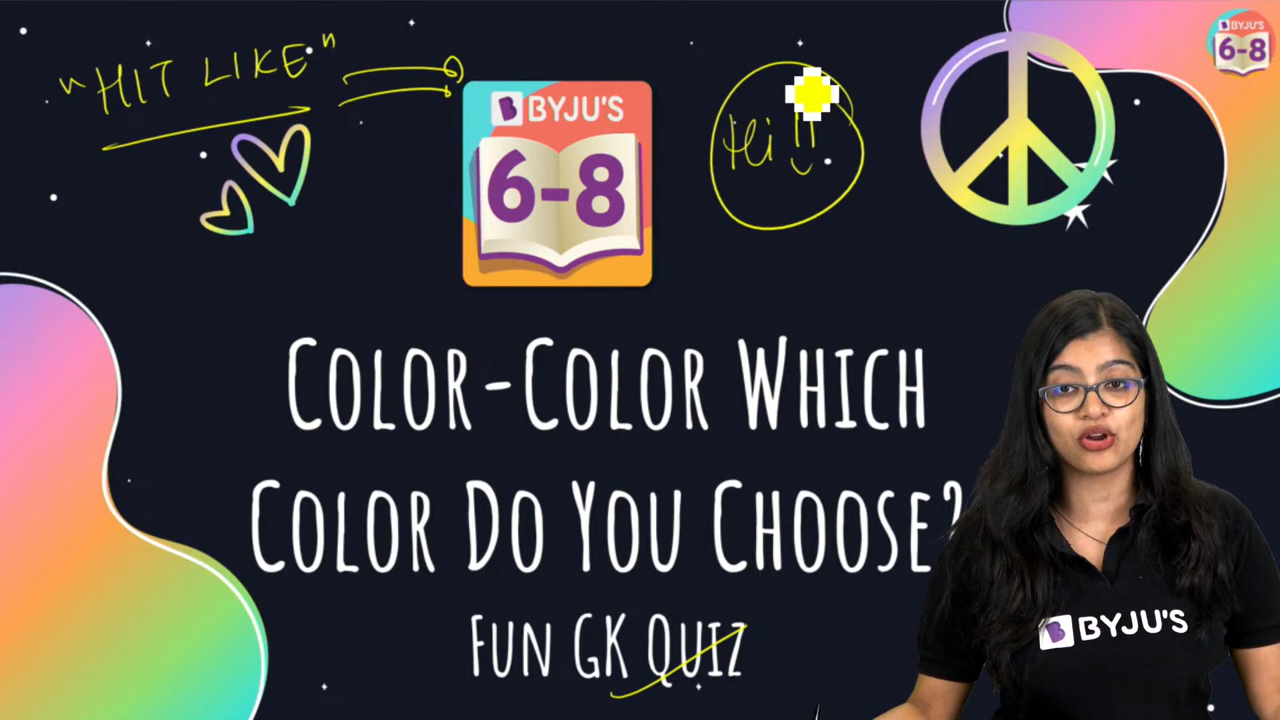 "HIT LIKE"
BYJU'S
6-8
Hi !!
BYJU'S
6-8
COLOR-COLOR WHICH
COLOR DO YOU CHOOSE?
FUN GK QUIZ
BYJU'S